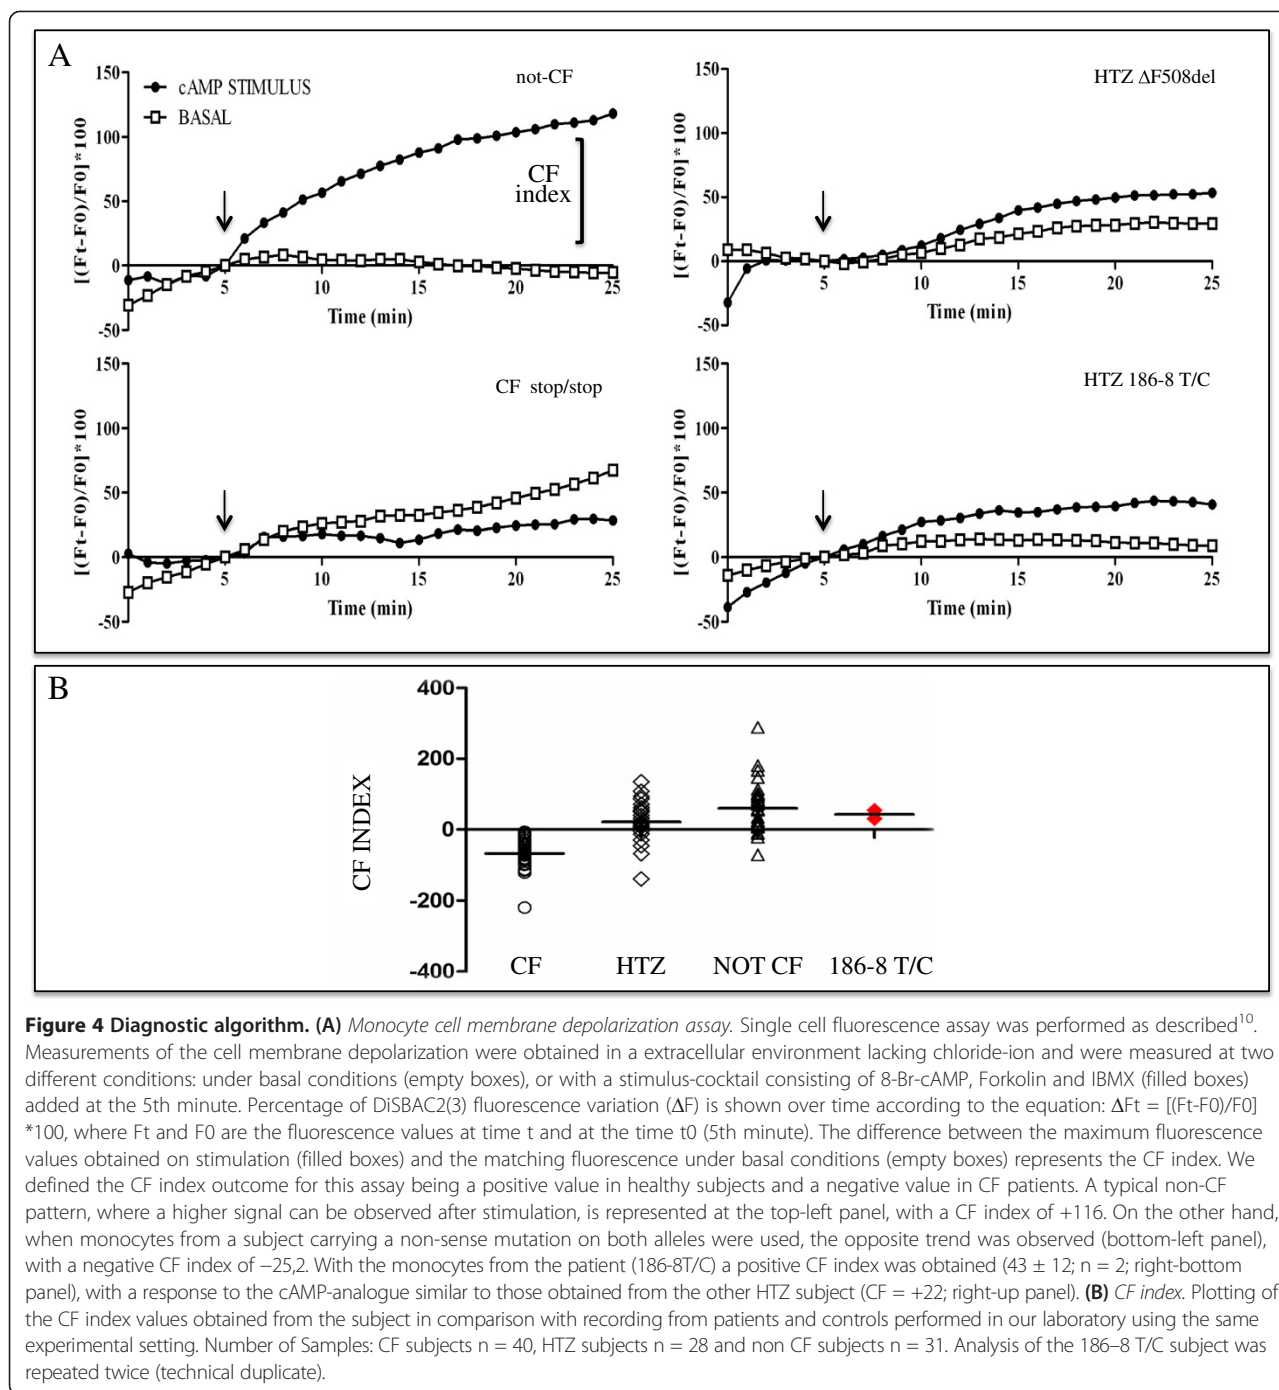 A
150
100
50
0
-50
[(Ft-F0)/F0]*100
cAMP STIMULUS
BASAL
not-CF
CF
index
5
10
15
20
25
Time (min)
150
100
50
0
-50
[(Ft-F0)/F0]*100
HTZ ΔF508del
5
10
15
20
25
Time (min)
150
100
50
0
-50
[(Ft-F0)/F0]*100
CF stop/stop
5
10
15
20
25
Time (min)
150
100
50
0
-50
[(Ft-F0)/F0]*100
HTZ 186-8 T/C
5
10
15
20
25
Time (min)
B
400
200
0
-200
-400
CF INDEX
CF HTZ NOT CF 186-8 T/C
Figure 4 Diagnostic algorithm. (A) Monocyte cell membrane depolarization assay. Single cell fluorescence assay was performed as described10.
Measurements of the cell membrane depolarization were obtained in a extracellular environment lacking chloride-ion and were measured at two
different conditions: under basal conditions (empty boxes), or with a stimulus-cocktail consisting of 8-Br-cAMP, Forkolin and IBMX (filled boxes)
added at the 5th minute. Percentage of DiSBAC2(3) fluorescence variation (ΔF) is shown over time according to the equation: ΔFt = [(Ft-F0)/F0]
*100, where Ft and F0 are the fluorescence values at time t and at the time t0 (5th minute). The difference between the maximum fluorescence
values obtained on stimulation (filled boxes) and the matching fluorescence under basal conditions (empty boxes) represents the CF index. We
defined the CF index outcome for this assay being a positive value in healthy subjects and a negative value in CF patients. A typical non-CF
pattern, where a higher signal can be observed after stimulation, is represented at the top-left panel, with a CF index of +116. On the other hand,
when monocytes from a subject carrying a non-sense mutation on both alleles were used, the opposite trend was observed (bottom-left panel),
with a negative CF index of −25,2. With the monocytes from the patient (186-8T/C) a positive CF index was obtained (43 ± 12; n = 2; right-bottom
panel), with a response to the cAMP-analogue similar to those obtained from the other HTZ subject (CF = +22; right-up panel). (B) CF index. Plotting of
the CF index values obtained from the subject in comparison with recording from patients and controls performed in our laboratory using the same
experimental setting. Number of Samples: CF subjects n = 40, HTZ subjects n = 28 and non CF subjects n = 31. Analysis of the 186–8 T/C subject was
repeated twice (technical duplicate).